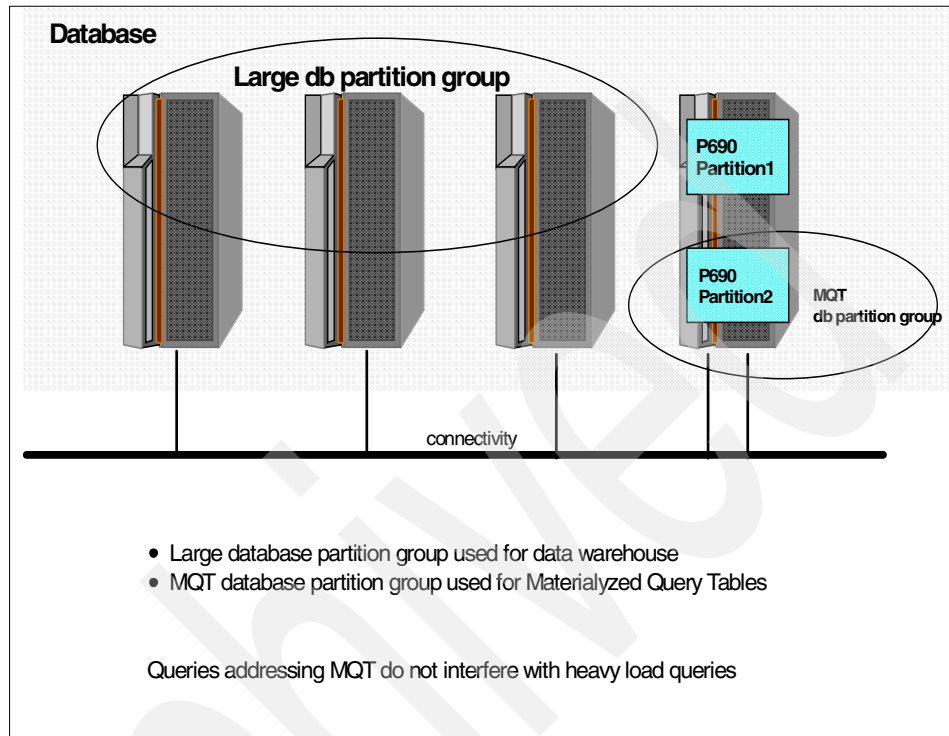 Database
Large db partition group
P690
Partition1
P690
Partition2
MQT
db partition group
connectivity
• Large database partition group used for data warehouse
• MQT database partition group used for Materialyzed Query Tables
Queries addressing MQT do not interfere with heavy load queries